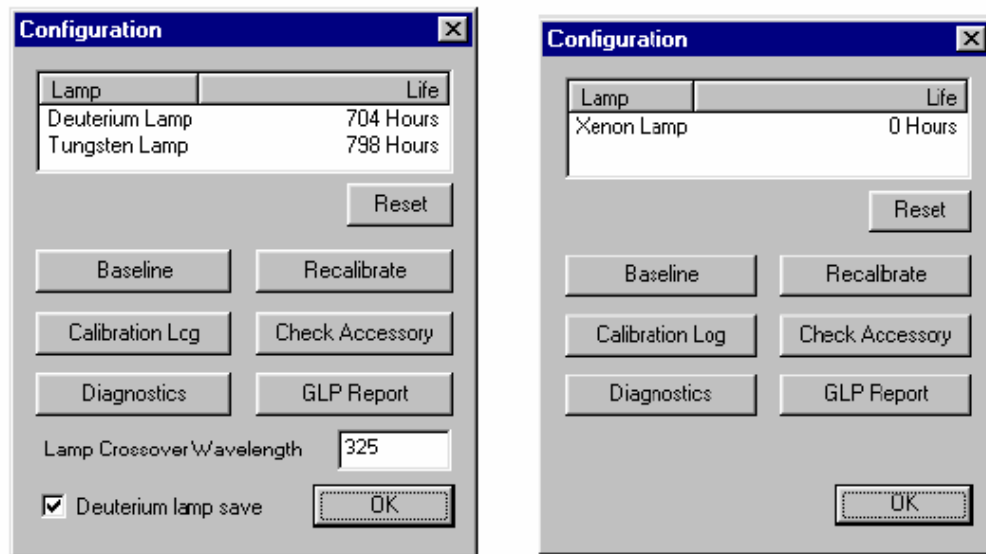 Configuration
Lamp Life
Deuterium Lamp 704 Hours
Tungsten Lamp 798 Hours
Reset
Baseline Recalibrate
Calibration Lcg Check Accessory
Diagnostics GLP Report
Lamp Crossover Wavelength 325
Deuterium lamp save OK
Configuration
Lamp Life
Xenon Lamp 0 Hours
Reset
Baseline Recalibrate
Calibration Log Check Accessory
Diagnostics GLP Report
OK